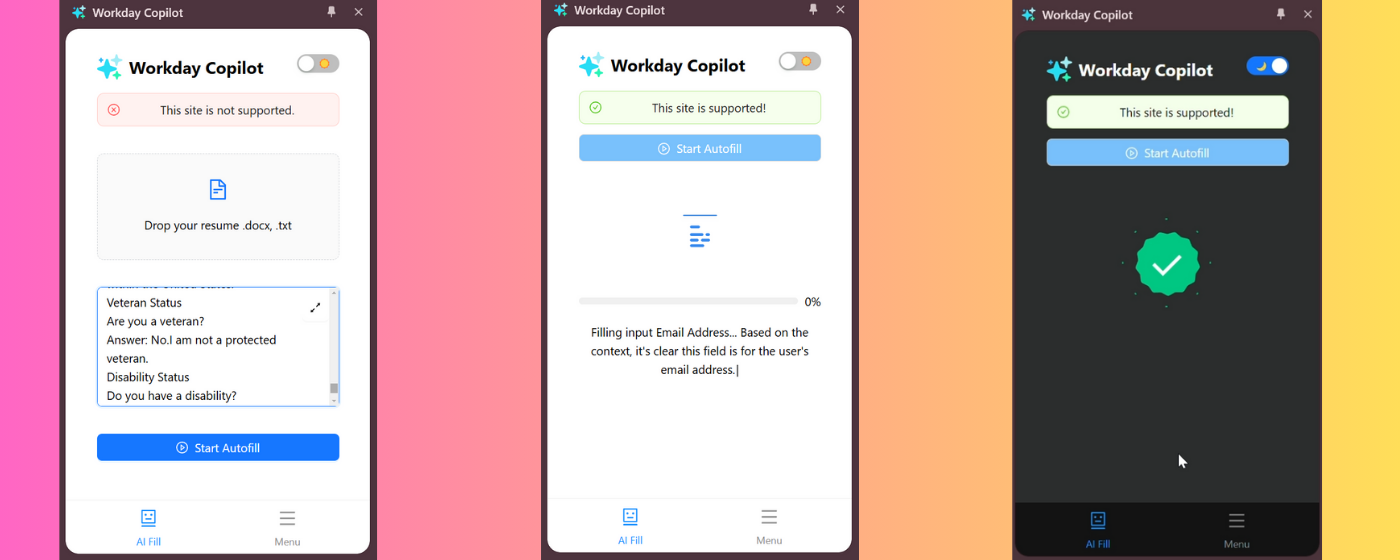 Workday Copilot
Workday Copilot
This site is not supported.
Drop your resume .docx, .txt
Veteran Status
Are you a veteran?
Answer: No.I am not a protected
veteran.
Disability Status
Do you have a disability?
Start Autofill
AI Fill
Menu
Workday Copilot
Workday Copilot
This site is supported!
Start Autofill
0%
Filling input Email Address... Based on the
context, it's clear this field is for the user's
email address.
AI Fill
Menu
Workday Copilot
Workday Copilot
This site is supported!
Start Autofill
AI Fill
Menu